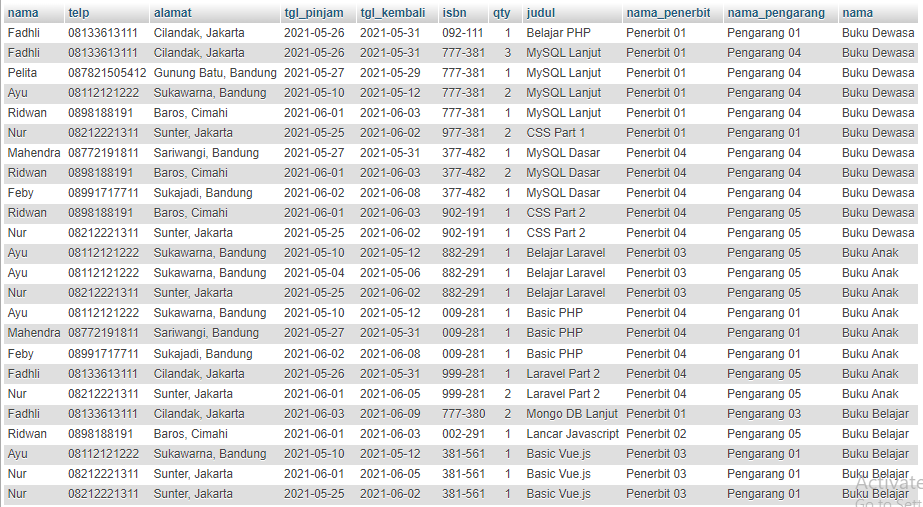 nama telp alamat tgl_pinjam tgl_kembali isbn qty judul nama_penerbit nama_pengarang nama
Fadhli 08133613111 Cilandak, Jakarta 2021-05-26 2021-05-31 092-111 1 Belajar PHP Penerbit 01 Pengarang 01 Buku Dewasa
Fadhli 08133613111 Cilandak, Jakarta 2021-05-26 2021-05-31 777-381 3 MySQL Lanjut Penerbit 01 Pengarang 04 Buku Dewasa
Pelita 087821505412 Gunung Batu, Bandung 2021-05-27 2021-05-29 777-381 1 MySQL Lanjut Penerbit 01 Pengarang 04 Buku Dewasa
Ayu 08112121222 Sukawarna, Bandung 2021-05-10 2021-05-12 777-381 2 MySQL Lanjut Penerbit 01 Pengarang 04 Buku Dewasa
Ridwan 0898188191 Baros, Cimahi 2021-06-01 2021-06-03 777-381 1 MySQL Lanjut Penerbit 01 Pengarang 04 Buku Dewasa
Nur 08212221311 Sunter, Jakarta 2021-05-25 2021-06-02 977-381 2 CSS Part 1 Penerbit 01 Pengarang 01 Buku Dewasa
Mahendra 08772191811 Sariwangi, Bandung 2021-05-27 2021-05-31 377-482 1 MySQL Dasar Penerbit 04 Pengarang 04 Buku Dewasa
Ridwan 0898188191 Baros, Cimahi 2021-06-01 2021-06-03 377-482 2 MySQL Dasar Penerbit 04 Pengarang 04 Buku Dewasa
Feby 08991717711 Sukajadi, Bandung 2021-06-02 2021-06-08 377-482 1 MySQL Dasar Penerbit 04 Pengarang 04 Buku Dewasa
Ridwan 0898188191 Baros, Cimahi 2021-06-01 2021-06-03 902-191 1 CSS Part 2 Penerbit 04 Pengarang 05 Buku Dewasa
Nur 08212221311 Sunter, Jakarta 2021-05-25 2021-06-02 902-191 1 CSS Part 2 Penerbit 04 Pengarang 05 Buku Dewasa
Ayu 08112121222 Sukawarna, Bandung 2021-05-10 2021-05-12 882-291 1 Belajar Laravel Penerbit 03 Pengarang 05 Buku Anak
Ayu 08112121222 Sukawarna, Bandung 2021-05-04 2021-05-06 882-291 1 Belajar Laravel Penerbit 03 Pengarang 05 Buku Anak
Nur 08212221311 Sunter, Jakarta 2021-05-25 2021-06-02 882-291 1 Belajar Laravel Penerbit 03 Pengarang 05 Buku Anak
Ayu 08112121222 Sukawarna, Bandung 2021-05-10 2021-05-12 009-281 1 Basic PHP Penerbit 04 Pengarang 01 Buku Anak
Mahendra 08772191811 Sariwangi, Bandung 2021-05-27 2021-05-31 009-281 1 Basic PHP Penerbit 04 Pengarang 01 Buku Anak
Feby 08991717711 Sukajadi, Bandung 2021-06-02 2021-06-08 009-281 1 Basic PHP Penerbit 04 Pengarang 01 Buku Anak
Fadhli 08133613111 Cilandak, Jakarta 2021-05-26 2021-05-31 999-281 1 Laravel Part 2 Penerbit 04 Pengarang 05 Buku Anak
Nur 08212221311 Sunter, Jakarta 2021-06-01 2021-06-05 999-281 2 Laravel Part 2 Penerbit 04 Pengarang 05 Buku Anak
Fadhli 08133613111 Cilandak, Jakarta 2021-06-03 2021-06-09 777-380 2 Mongo DB Lanjut Penerbit 01 Pengarang 03 Buku Belajar
Ridwan 0898188191 Baros, Cimahi 2021-06-01 2021-06-03 002-291 1 Lancar Javascript Penerbit 02 Pengarang 05 Buku Belajar
Ayu 08112121222 Sukawarna, Bandung 2021-05-10 2021-05-12 381-561 1 Basic Vue.js Penerbit 03 Pengarang 01 Buku Belajar
Nur 08212221311 Sunter, Jakarta 2021-06-01 2021-06-05 381-561 1 Basic Vue.js Penerbit 03 Pengarang 01 Buku Belajar
Nur 08212221311 Sunter, Jakarta 2021-05-25 2021-06-02 381-561 1 Basic Vue.js Penerbit 03 Pengarang 01 Buku Belajar
Activate
Go to